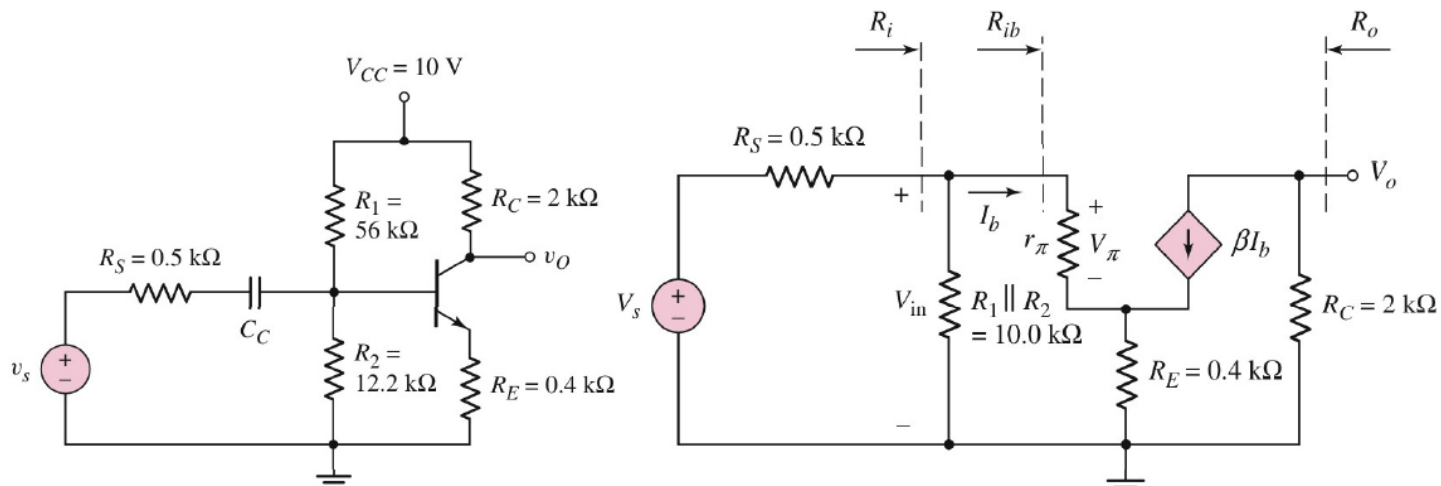 V_CC = 10 V
R_1 =
56 kΩ
R_C = 2 kΩ
R_S = 0.5 kΩ
v_O
C_C
v_s
+
−
R_2 =
12.2 kΩ
R_E = 0.4 kΩ
R_i
R_ib
R_o
R_S = 0.5 kΩ
+
I_b
r_π
+
V_π
−
βI_b
V_o
V_s
+
−
V_in
R_1 || R_2
= 10.0 kΩ
R_C = 2 kΩ
R_E = 0.4 kΩ
−